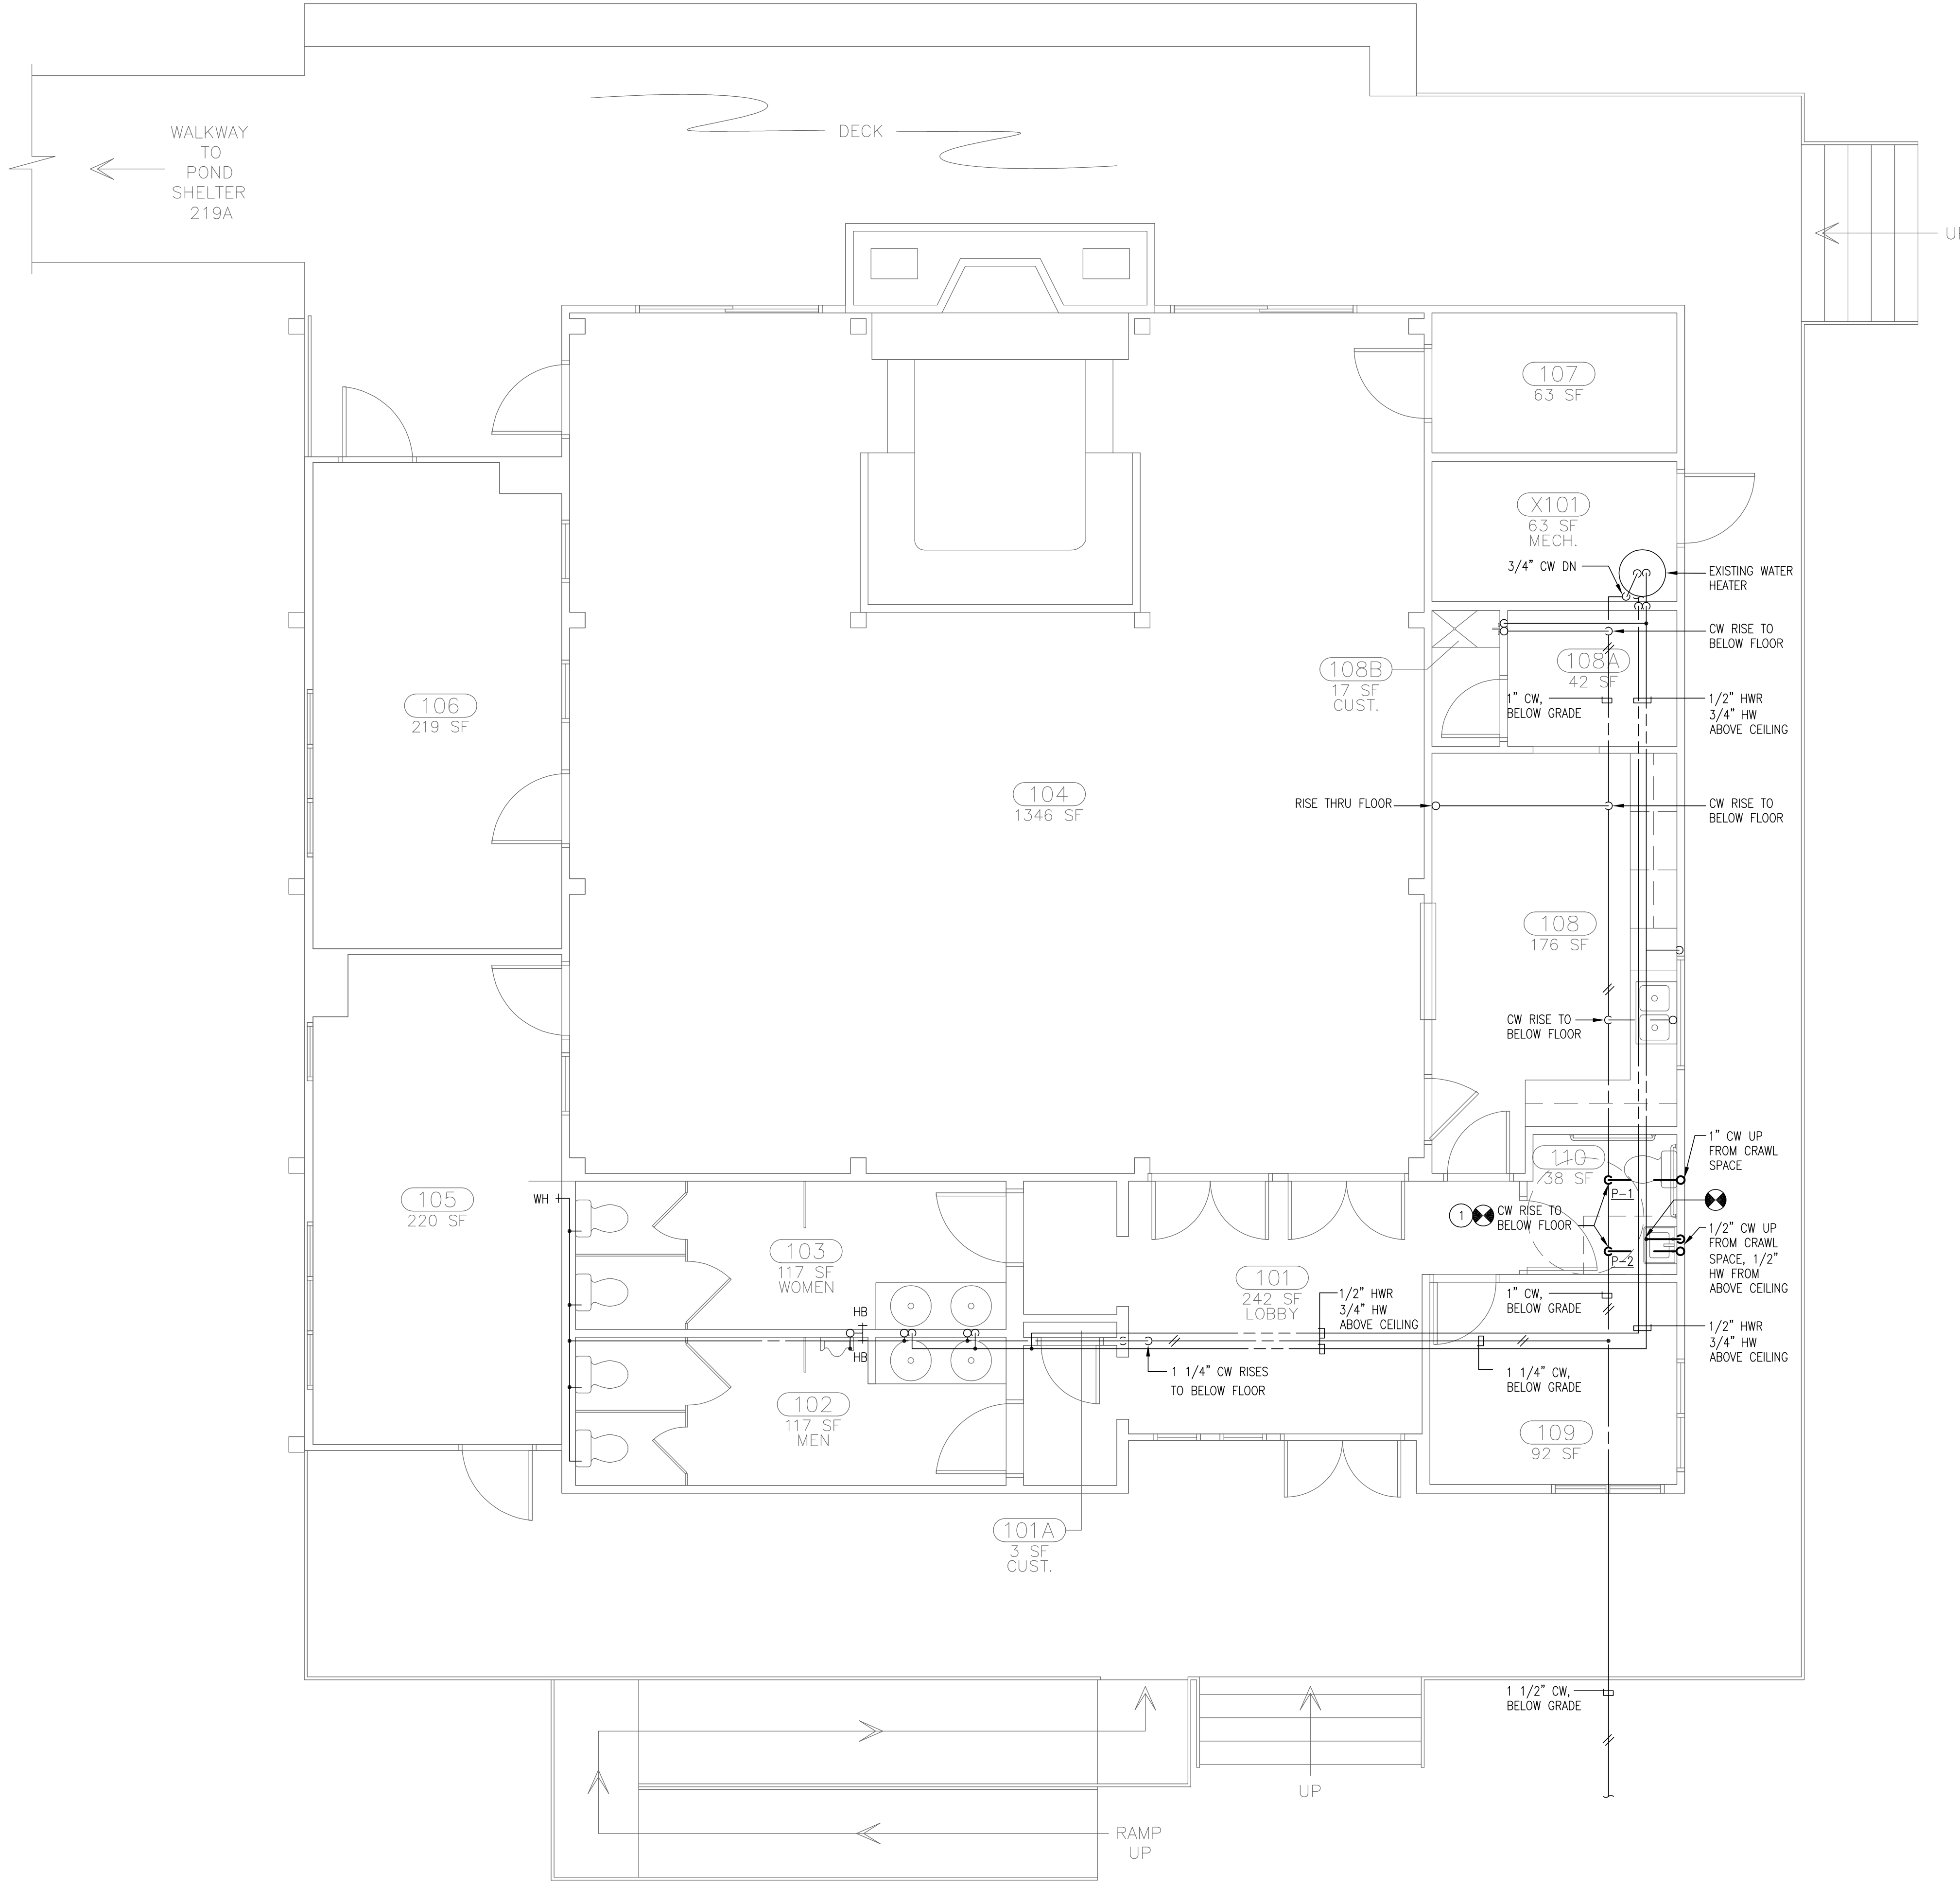 WALKWAY
TO
POND
SHELTER
219A
DECK
107
63 SF
X101
63 SF
MECH.
3/4" CW DN
EXISTING WATER
HEATER
CW RISE TO
BELOW FLOOR
108A
42 SF
108B
17 SF
CUST.
1" CW,
BELOW GRADE
1/2" HWR
3/4" HW
ABOVE CEILING
106
219 SF
104
1346 SF
RISE THRU FLOOR
CW RISE TO
BELOW FLOOR
108
176 SF
CW RISE TO
BELOW FLOOR
1" CW UP
FROM CRAWL
SPACE
110
38 SF
P-1
105
220 SF
WH
1
CW RISE TO
BELOW FLOOR
P-2
1/2" CW UP
FROM CRAWL
SPACE, 1/2"
HW FROM
ABOVE CEILING
103
117 SF
WOMEN
101
242 SF
LOBBY
1/2" HWR
3/4" HW
ABOVE CEILING
1" CW,
BELOW GRADE
HB
HB
1/2" HWR
3/4" HW
ABOVE CEILING
1 1/4" CW RISES
TO BELOW FLOOR
1 1/4" CW,
BELOW GRADE
102
117 SF
MEN
109
92 SF
101A
3 SF
CUST.
1 1/2" CW,
BELOW GRADE
UP
RAMP
UP